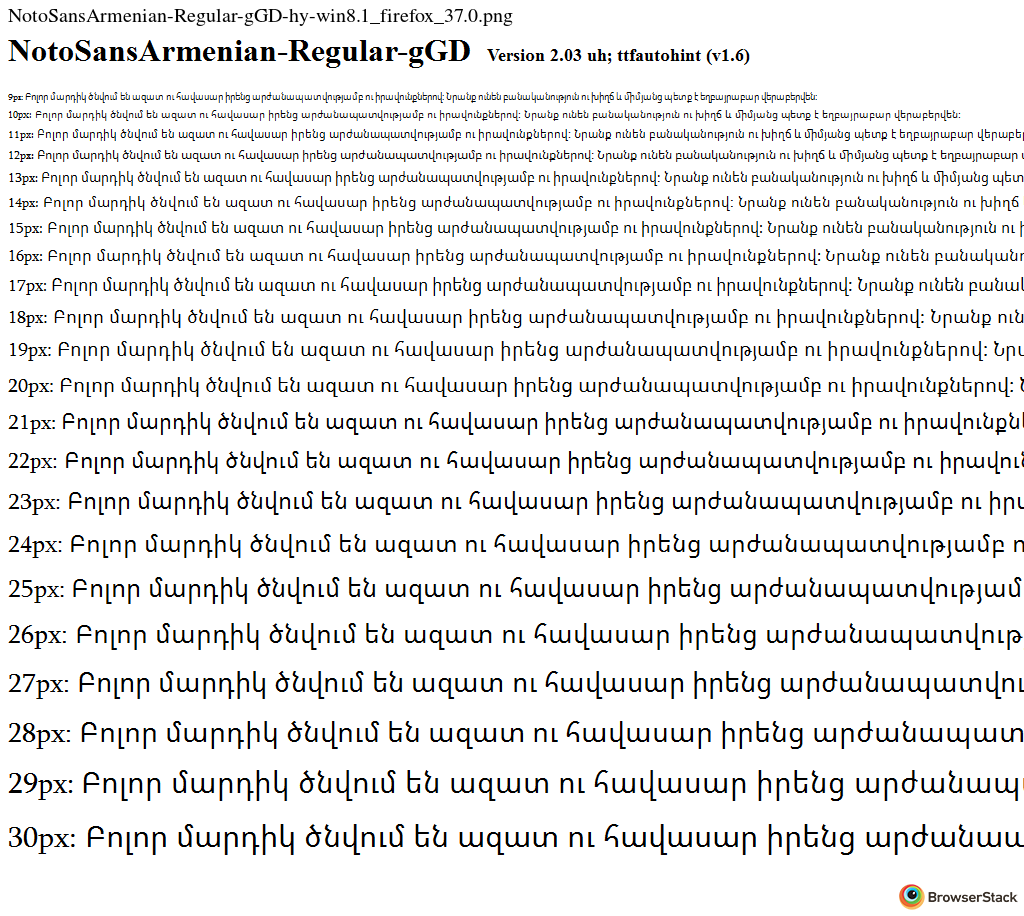 NotoSansArmenian-Regular-gGD-hy-win8.1_firefox_37.0.png
NotoSansArmenian-Regular-gGD Version 2.03 uh; ttfautohint (v1.6)
9px: Բոլոր մարդիկ ծնվում են ազատ ու հավասար իրենց արժանապատվությամբ ու իրավունքներով: Նրանք ունեն բանականություն ու խիղճ և միմյանց պետք է եղբայրաբար վերաբերվեն:
10px: Բոլոր մարդիկ ծնվում են ազատ ու հավասար իրենց արժանապատվությամբ ու իրավունքներով: Նրանք ունեն բանականություն ու խիղճ և միմյանց պետք է եղբայրաբար վերաբերվեն:
11px: Բոլոր մարդիկ ծնվում են ազատ ու հավասար իրենց արժանապատվությամբ ու իրավունքներով: Նրանք ունեն բանականություն ու խիղճ և միմյանց պետք է եղբայրաբար վերաբեր
12px: Բոլոր մարդիկ ծնվում են ազատ ու հավասար իրենց արժանապատվությամբ ու իրավունքներով: Նրանք ունեն բանականություն ու խիղճ և միմյանց պետք է եղբայրաբար
13px: Բոլոր մարդիկ ծնվում են ազատ ու հավասար իրենց արժանապատվությամբ ու իրավունքներով: Նրանք ունեն բանականություն ու խիղճ և միմյանց պետ
14px: Բոլոր մարդիկ ծնվում են ազատ ու հավասար իրենց արժանապատվությամբ ու իրավունքներով: Նրանք ունեն բանականություն ու խիղճ
15px: Բոլոր մարդիկ ծնվում են ազատ ու հավասար իրենց արժանապատվությամբ ու իրավունքներով: Նրանք ունեն բանականություն ու
16px: Բոլոր մարդիկ ծնվում են ազատ ու հավասար իրենց արժանապատվությամբ ու իրավունքներով: Նրանք ունեն բանական
17px: Բոլոր մարդիկ ծնվում են ազատ ու հավասար իրենց արժանապատվությամբ ու իրավունքներով: Նրանք ունեն բանակ
18px: Բոլոր մարդիկ ծնվում են ազատ ու հավասար իրենց արժանապատվությամբ ու իրավունքներով: Նրանք ուն
19px: Բոլոր մարդիկ ծնվում են ազատ ու հավասար իրենց արժանապատվությամբ ու իրավունքներով: Նրա
20px: Բոլոր մարդիկ ծնվում են ազատ ու հավասար իրենց արժանապատվությամբ ու իրավունքներով:
21px: Բոլոր մարդիկ ծնվում են ազատ ու հավասար իրենց արժանապատվությամբ ու իրավունքն
22px: Բոլոր մարդիկ ծնվում են ազատ ու հավասար իրենց արժանապատվությամբ ու իրավուն
23px: Բոլոր մարդիկ ծնվում են ազատ ու հավասար իրենց արժանապատվությամբ ու իրա
24px: Բոլոր մարդիկ ծնվում են ազատ ու հավասար իրենց արժանապատվությամբ
25px: Բոլոր մարդիկ ծնվում են ազատ ու հավասար իրենց արժանապատվությամ
26px: Բոլոր մարդիկ ծնվում են ազատ ու հավասար իրենց արժանապատվութ
27px: Բոլոր մարդիկ ծնվում են ազատ ու հավասար իրենց արժանապատվու
28px: Բոլոր մարդիկ ծնվում են ազատ ու հավասար իրենց արժանապատ
29px: Բոլոր մարդիկ ծնվում են ազատ ու հավասար իրենց արժանապ
30px: Բոլոր մարդիկ ծնվում են ազատ ու հավասար իրենց արժանա
BrowserStack